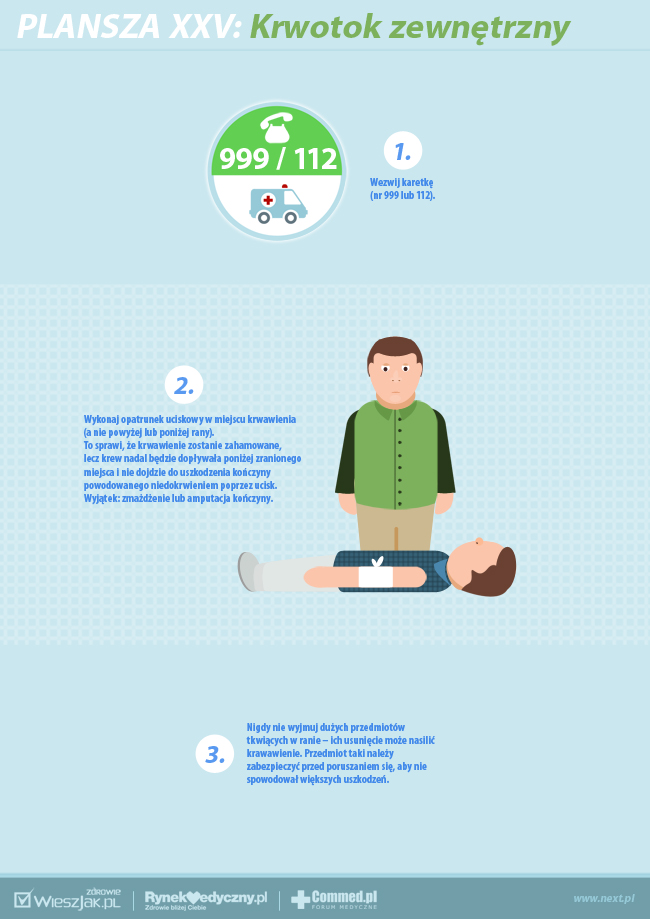 PLANSZA XXV: Krwotok zewnętrzny
999 / 112
1.
Wezwij karetkę
(nr 999 lub 112).
2.
Wykonaj opatrunek uciskowy w miejscu krwawienia
(a nie powyżej lub poniżej rany).
To sprawi, że krwawienie zostanie zahamowane,
lecz krew nadal będzie dopływała poniżej zranionego
miejsca i nie dojdzie do uszkodzenia kończyny
powodowanego niedokrwieniem poprzez ucisk.
Wyjątek: zmażdżenie lub amputacja kończyny.
3.
Nigdy nie wyjmuj dużych przedmiotów
tkwiących w ranie – ich usunięcie może nasilić
krawawienie. Przedmiot taki należy
zabezpieczyć przed poruszaniem się, aby nie
spowodował większych uszkodzeń.
ZDROWIE
WIESZJAK.PL
RynekMedyczny.pl
Zdrowie bliżej Ciebie
Commed.pl
FORUM MEDYCZNE
www.next.pl